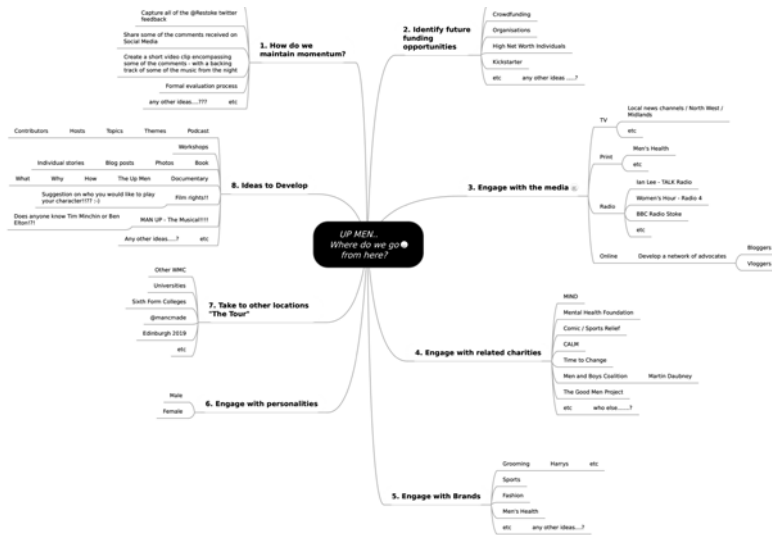 UP MEN..
Where do we go
from here?
1. How do we
maintain momentum?
Capture all of the @Restoke twitter
feedback
Share some of the comments received on
Social Media
Create a short video clip encompassing
some of the comments - with a backing
track of some of the music from the night
Formal evaluation process
any other ideas....??? etc
2. Identify future
funding
opportunities
Crowdfunding
Organisations
High Net Worth Individuals
Kickstarter
etc any other ideas .....?
3. Engage with the media
TV
Local news channels / North West /
Midlands
etc
Print
Men's Health
etc
Radio
Ian Lee - TALK Radio
Women's Hour - Radio 4
BBC Radio Stoke
etc
Online Develop a network of advocates
Bloggers
Vloggers
4. Engage with related charities
MIND
Mental Health Foundation
Comic / Sports Relief
CALM
Time to Change
Men and Boys Coalition Martin Daubney
The Good Men Project
etc who else.......?
5. Engage with Brands
Grooming Harrys etc
Sports
Fashion
Men's Health
etc any other ideas....?
6. Engage with personalities
Male
Female
7. Take to other locations
"The Tour"
Other WMC
Universities
Sixth Form Colleges
@mancmade
Edinburgh 2019
etc
8. Ideas to Develop
Contributors Hosts Topics Themes Podcast
Workshops
Individual stories Blog posts Photos Book
What Why How The Up Men Documentary
Suggestion on who you would like to play
your character!!?? :-)
Film rights!!
Does anyone know Tim Minchin or Ben
Elton!?!
MAN UP - The Musical!!!!
Any other ideas.....? etc